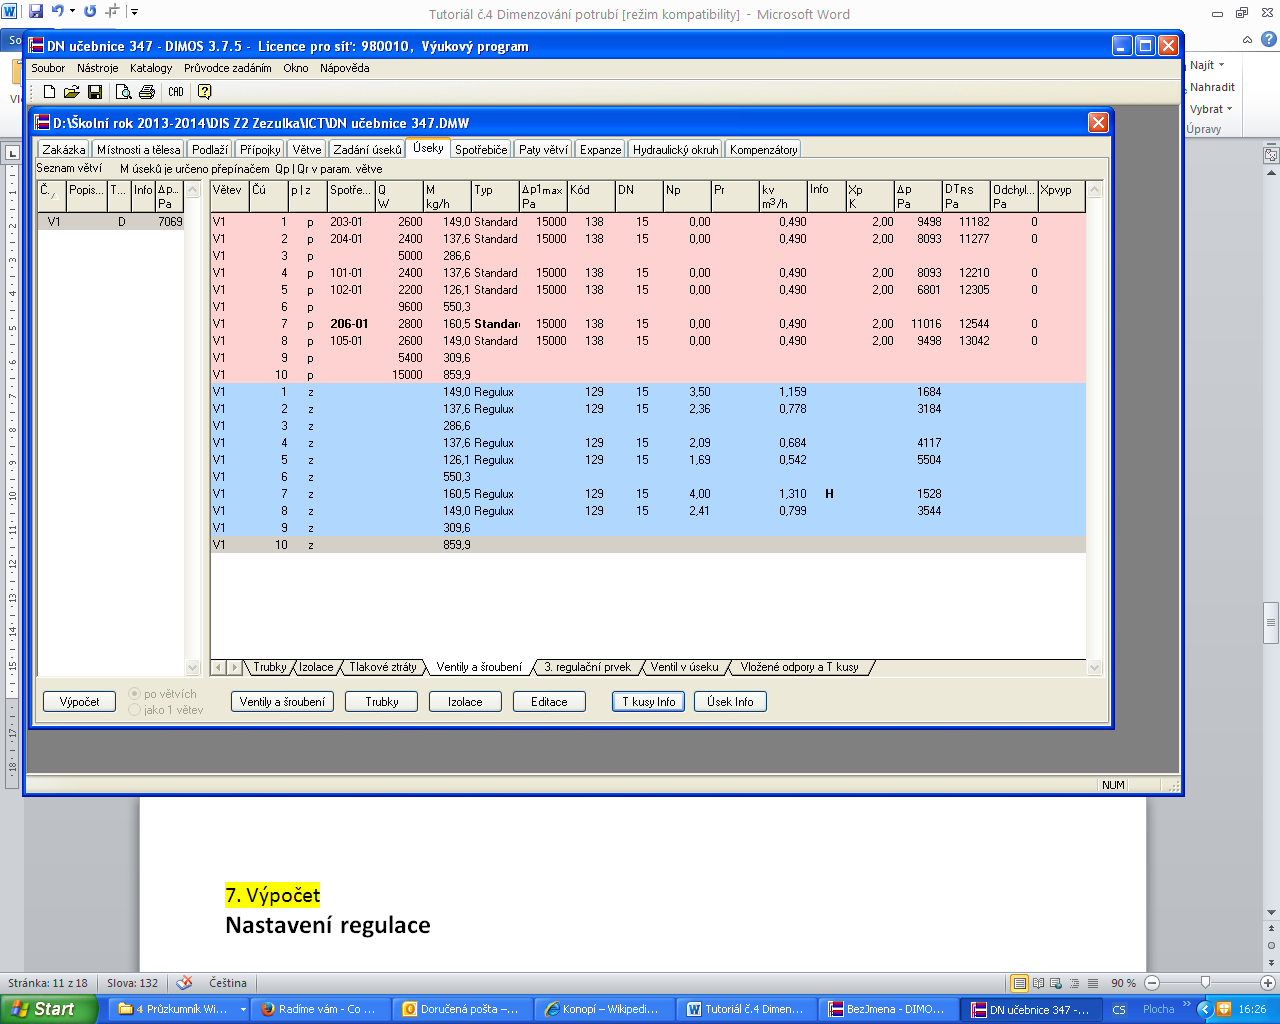 Tutoriál č.4 Dimenzování potrubí [režim kompatibility] - Microsoft Word
DN učebnice 347 - DIMOS 3.7.5 - Licence pro síť: 980010, Výukový program
Soubor Nástroje Katalogy Průvodce zadáním Okno Nápověda
CAD
Najít
Nahradit
Vybrat
Úpravy
D:\Školní rok 2013-2014\DIS Z2 Zezulka\ICT\DN učebnice 347.DMW
Zakázka Místnosti a tělesa Podlaží Přípojky Větve Zadání úseků Úseky Spotřebiče Paty větví Expanze Hydraulický okruh Kompenzátory
Seznam větví M úseků je určeno přepínačem Qp | Qr v param. větve
Č. Popis... T... Info Δp... Pa
V1 D 7069
Větev Čú p | z Spotře... Q W M kg/h Typ Δp1max Pa Kód DN Np Pr kv m³/h Info Xp K Δp Pa DTRS Pa Odchyl... Pa Xpvyp
V1 1 p 203-01 2600 149,0 Standard 15000 138 15 0,00 0,490 2,00 9498 11182 0
V1 2 p 204-01 2400 137,6 Standard 15000 138 15 0,00 0,490 2,00 8093 11277 0
V1 3 p 5000 286,6
V1 4 p 101-01 2400 137,6 Standard 15000 138 15 0,00 0,490 2,00 8093 12210 0
V1 5 p 102-01 2200 126,1 Standard 15000 138 15 0,00 0,490 2,00 6801 12305 0
V1 6 p 9600 550,3
V1 7 p 206-01 2800 160,5 Standar 15000 138 15 0,00 0,490 2,00 11016 12544 0
V1 8 p 105-01 2600 149,0 Standard 15000 138 15 0,00 0,490 2,00 9498 13042 0
V1 9 p 5400 309,6
V1 10 p 15000 859,9
V1 1 z 149,0 Regulux 129 15 3,50 1,159 1684
V1 2 z 137,6 Regulux 129 15 2,36 0,778 3184
V1 3 z 286,6
V1 4 z 137,6 Regulux 129 15 2,09 0,684 4117
V1 5 z 126,1 Regulux 129 15 1,69 0,542 5504
V1 6 z 550,3
V1 7 z 160,5 Regulux 129 15 4,00 1,310 H 1528
V1 8 z 149,0 Regulux 129 15 2,41 0,799 3544
V1 9 z 309,6
V1 10 z 859,9
Trubky Izolace Tlakové ztráty Ventily a šroubení 3. regulační prvek Ventil v úseku Vložené odpory a T kusy
Výpočet po větvích jako 1 větev Ventily a šroubení Trubky Izolace Editace T kusy Info Úsek Info
NUM
7. Výpočet
Nastavení regulace
Stránka: 11 z 18 Slova: 132 Čeština 90 %
Start 4 Průzkumník Wi... Radíme vám - Co ... Doručená pošta –... Konopí – Wikipedi... Tutoriál č.4 Dimen... BezJmena - DIMO... DN učebnice 347 -... CS Plocha 16:26